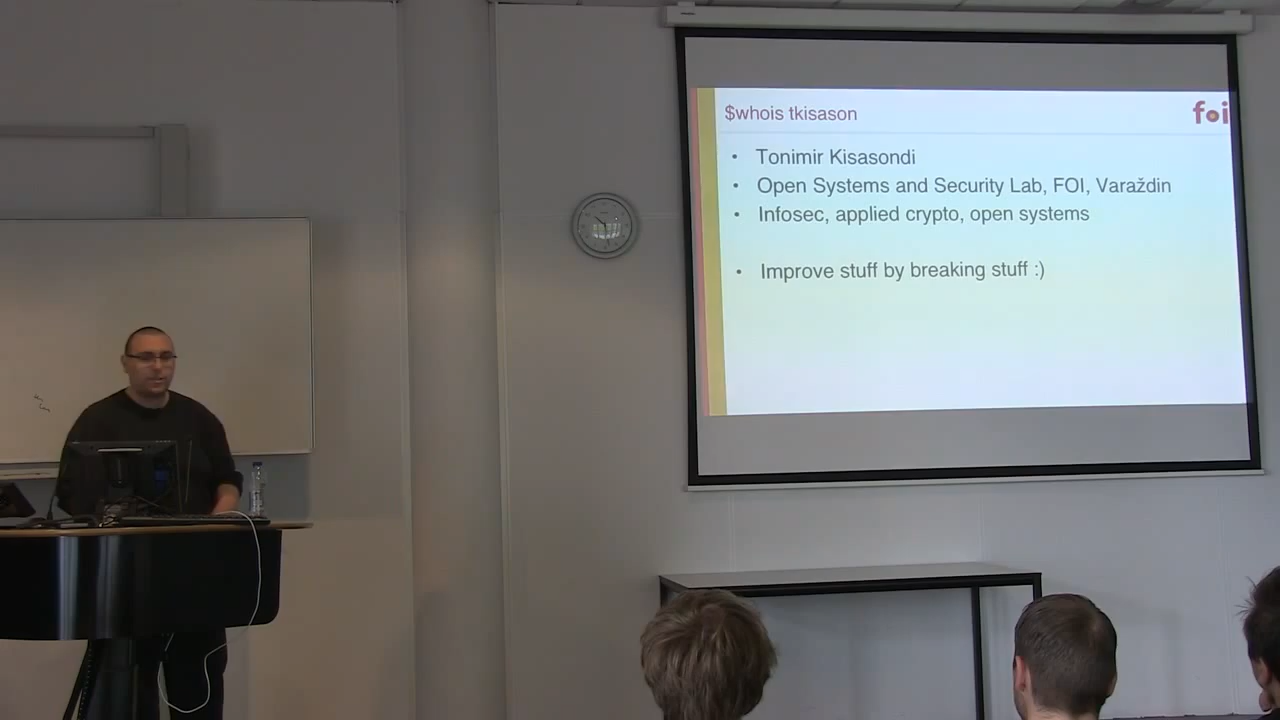 $whois tkisason
foi
• Tonimir Kisasondi
• Open Systems and Security Lab, FOI, Varaždin
• Infosec, applied crypto, open systems
• Improve stuff by breaking stuff :)